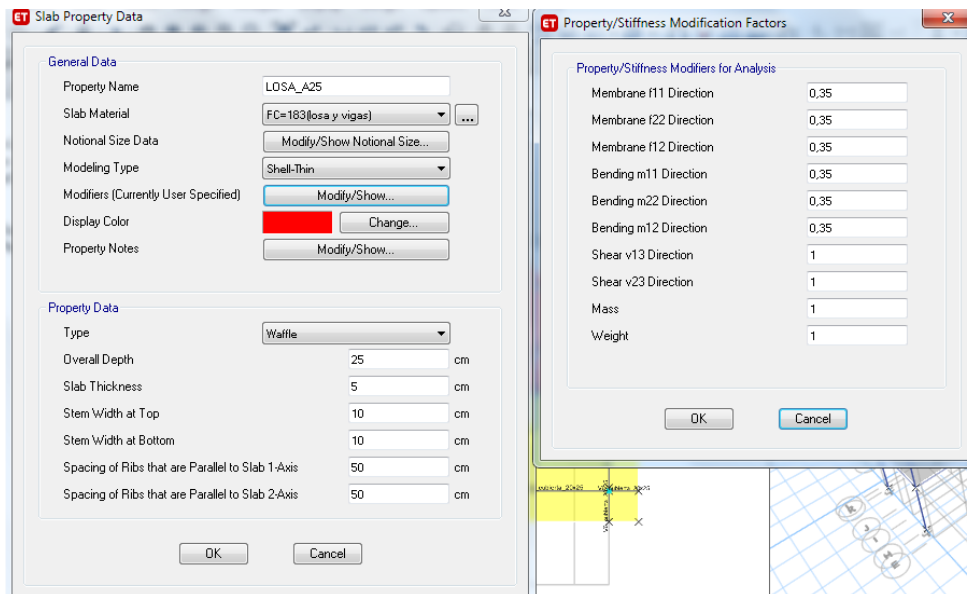 ET Slab Property Data
General Data
Property Name LOSA_A25
Slab Material FC=183(losa y vigas) ...
Notional Size Data Modify/Show Notional Size...
Modeling Type Shell-Thin
Modifiers (Currently User Specified) Modify/Show...
Display Color Change...
Property Notes Modify/Show...
Property Data
Type Waffle
Overall Depth 25 cm
Slab Thickness 5 cm
Stem Width at Top 10 cm
Stem Width at Bottom 10 cm
Spacing of Ribs that are Parallel to Slab 1-Axis 50 cm
Spacing of Ribs that are Parallel to Slab 2-Axis 50 cm
OK Cancel
ET Property/Stiffness Modification Factors
Property/Stiffness Modifiers for Analysis
Membrane f11 Direction 0,35
Membrane f22 Direction 0,35
Membrane f12 Direction 0,35
Bending m11 Direction 0,35
Bending m22 Direction 0,35
Bending m12 Direction 0,35
Shear v13 Direction 1
Shear v23 Direction 1
Mass 1
Weight 1
OK Cancel